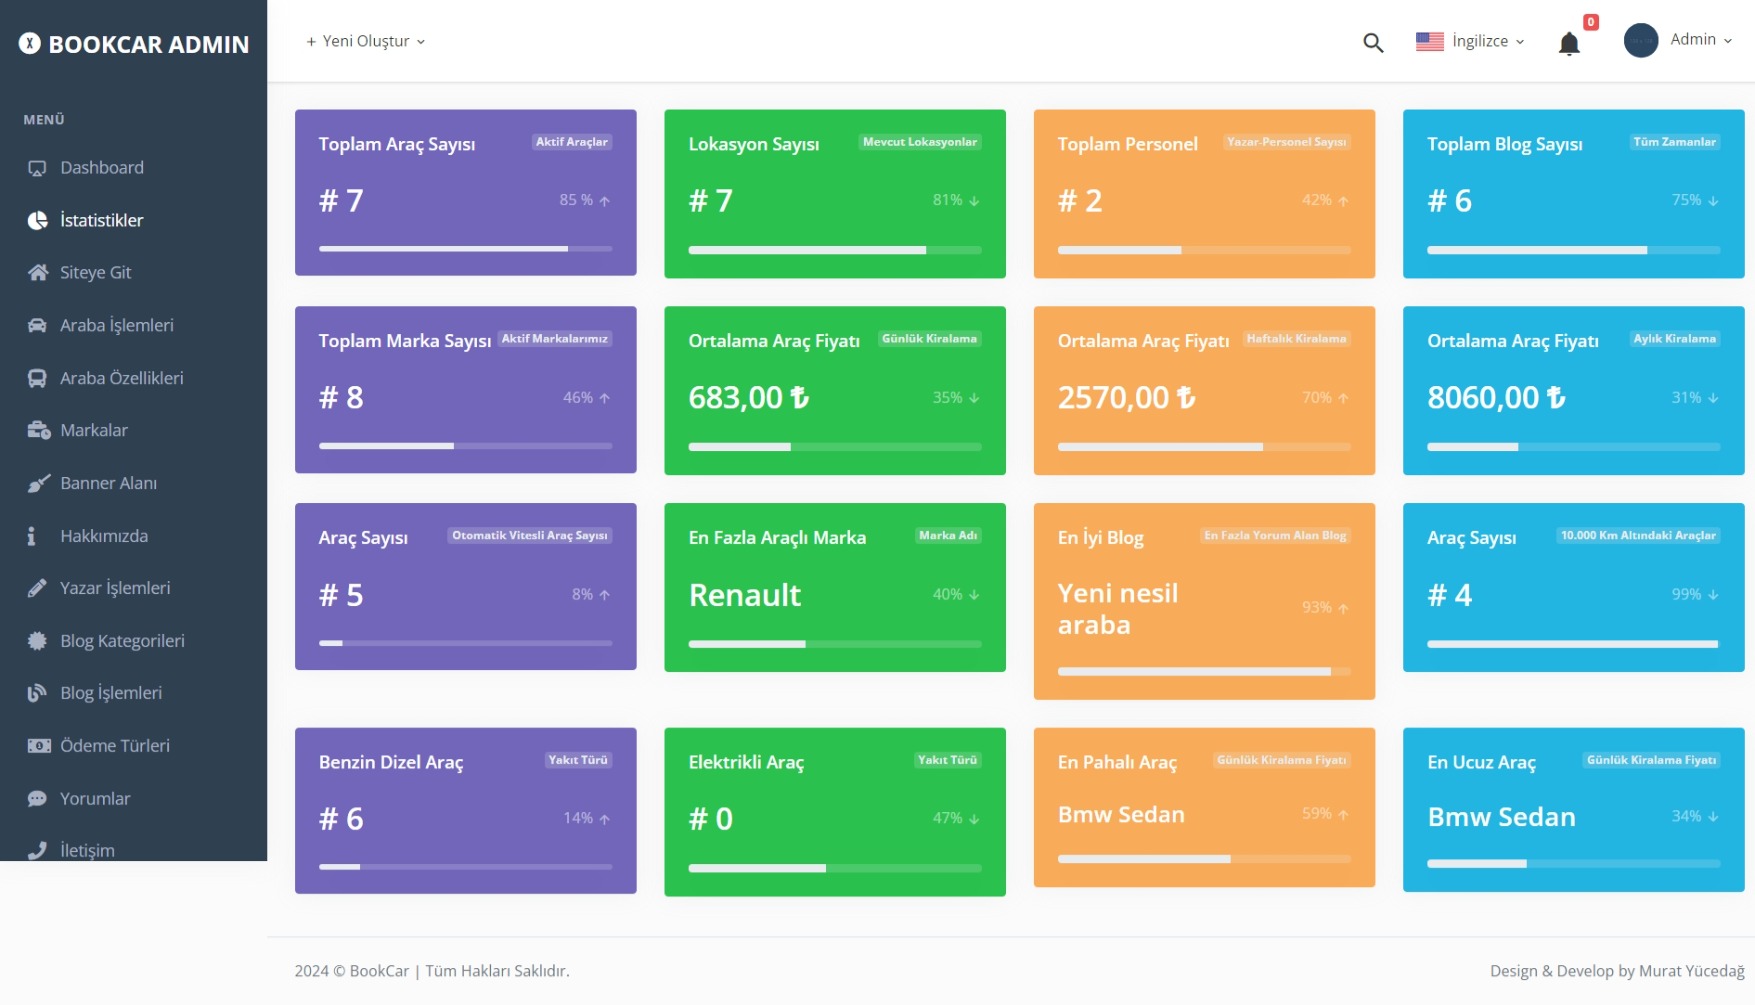 BOOKCAR ADMIN
+ Yeni Oluştur
İngilizce
0
Admin
MENÜ
Dashboard
İstatistikler
Siteye Git
Araba İşlemleri
Araba Özellikleri
Markalar
Banner Alanı
Hakkımızda
Yazar İşlemleri
Blog Kategorileri
Blog İşlemleri
Ödeme Türleri
Yorumlar
İletişim
Toplam Araç Sayısı
Aktif Araçlar
# 7
85 % ↑
Lokasyon Sayısı
Mevcut Lokasyonlar
# 7
81% ↓
Toplam Personel
Yazar-Personel Sayısı
# 2
42% ↑
Toplam Blog Sayısı
Tüm Zamanlar
# 6
75% ↓
Toplam Marka Sayısı
Aktif Markalarımız
# 8
46% ↑
Ortalama Araç Fiyatı
Günlük Kiralama
683,00 ₺
35% ↓
Ortalama Araç Fiyatı
Haftalık Kiralama
2570,00 ₺
70% ↑
Ortalama Araç Fiyatı
Aylık Kiralama
8060,00 ₺
31% ↓
Araç Sayısı
Otomatik Vitesli Araç Sayısı
# 5
8% ↑
En Fazla Araçlı Marka
Marka Adı
Renault
40% ↓
En İyi Blog
En Fazla Yorum Alan Blog
Yeni nesil
araba
93% ↑
Araç Sayısı
10.000 Km Altındaki Araçlar
# 4
99% ↓
Benzin Dizel Araç
Yakıt Türü
# 6
14% ↑
Elektrikli Araç
Yakıt Türü
# 0
47% ↓
En Pahalı Araç
Günlük Kiralama Fiyatı
Bmw Sedan
59% ↑
En Ucuz Araç
Günlük Kiralama Fiyatı
Bmw Sedan
34% ↓
2024 © BookCar | Tüm Hakları Saklıdır.
Design & Develop by Murat Yücedağ